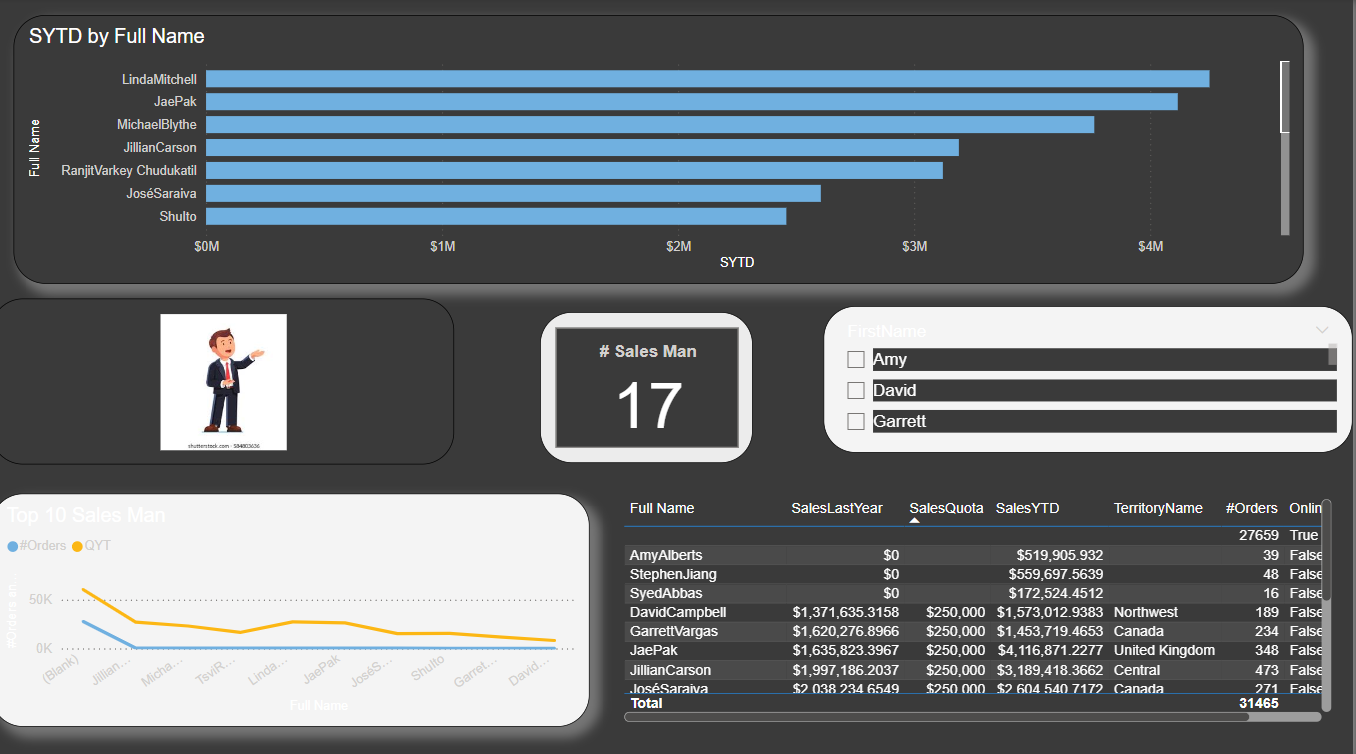 SYTD by Full Name
Full Name
LindaMitchell
JaePak
MichaelBlythe
JillianCarson
RanjitVarkey Chudukatil
JoséSaraiva
ShuIto
$0M $1M $2M $3M $4M
SYTD
shutterstock.com · 584803636
# Sales Man
17
FirstName
Amy
David
Garrett
Top 10 Sales Man
#Orders QYT
#Orders an
50K
0K
(Blank) Jillian... Micha... TsviR... Linda... JaePak JoséS... ShuIto Garret... David...
Full Name
Full Name SalesLastYear SalesQuota SalesYTD TerritoryName #Orders Onlin
27659 True
AmyAlberts $0 $519,905.932 39 False
StephenJiang $0 $559,697.5639 48 False
SyedAbbas $0 $172,524.4512 16 False
DavidCampbell $1,371,635.3158 $250,000 $1,573,012.9383 Northwest 189 False
GarrettVargas $1,620,276.8966 $250,000 $1,453,719.4653 Canada 234 False
JaePak $1,635,823.3967 $250,000 $4,116,871.2277 United Kingdom 348 False
JillianCarson $1,997,186.2037 $250,000 $3,189,418.3662 Central 473 False
JoséSaraiva $2,038,234.6549 $250,000 $2,604,540.7172 Canada 271 False
Total 31465